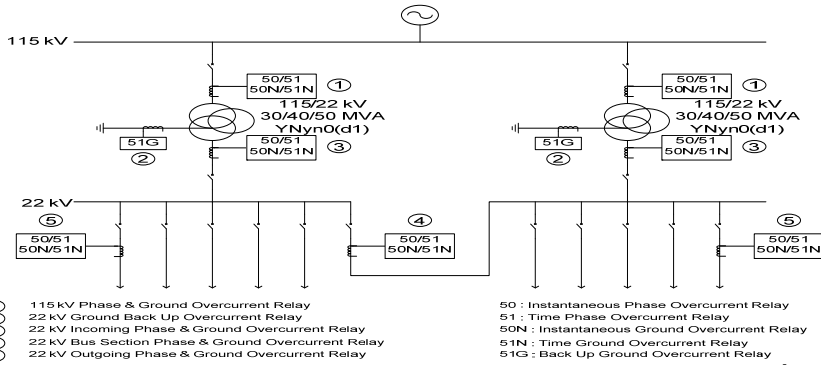 115 kV
50/51
50N/51N
1
115/22 kV
30/40/50 MVA
YNyn0(d1)
51G
2
50/51
50N/51N
3
50/51
50N/51N
1
115/22 kV
30/40/50 MVA
YNyn0(d1)
51G
2
50/51
50N/51N
3
22 kV
5
50/51
50N/51N
4
50/51
50N/51N
5
50/51
50N/51N
115 kV Phase & Ground Overcurrent Relay
22 kV Ground Back Up Overcurrent Relay
22 kV Incoming Phase & Ground Overcurrent Relay
22 kV Bus Section Phase & Ground Overcurrent Relay
22 kV Outgoing Phase & Ground Overcurrent Relay
50 : Instantaneous Phase Overcurrent Relay
51 : Time Phase Overcurrent Relay
50N : Instantaneous Ground Overcurrent Relay
51N : Time Ground Overcurrent Relay
51G : Back Up Ground Overcurrent Relay